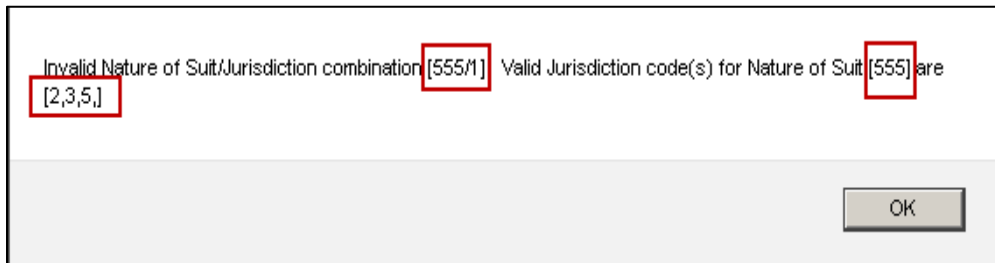 Invalid Nature of Suit/Jurisdiction combination [555/1] Valid Jurisdiction code(s) for Nature of Suit [555] are
[2,3,5,]
OK